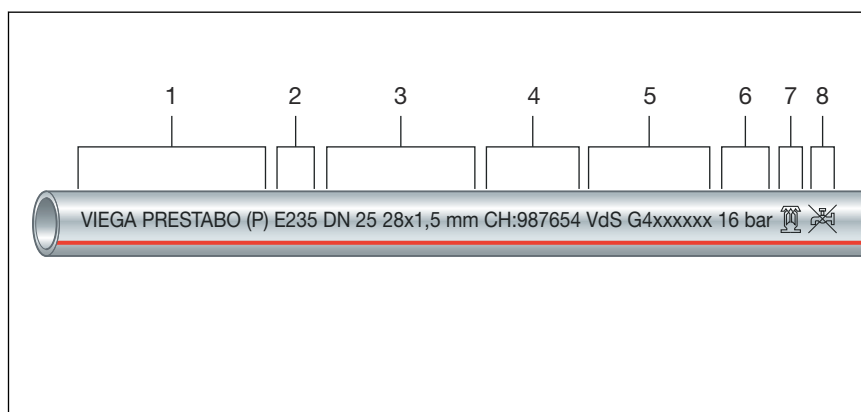 1 2 3 4 5 6 7 8
VIEGA PRESTABO (P) E235 DN 25 28x1,5 mm CH:987654 VdS G4xxxxxx 16 bar